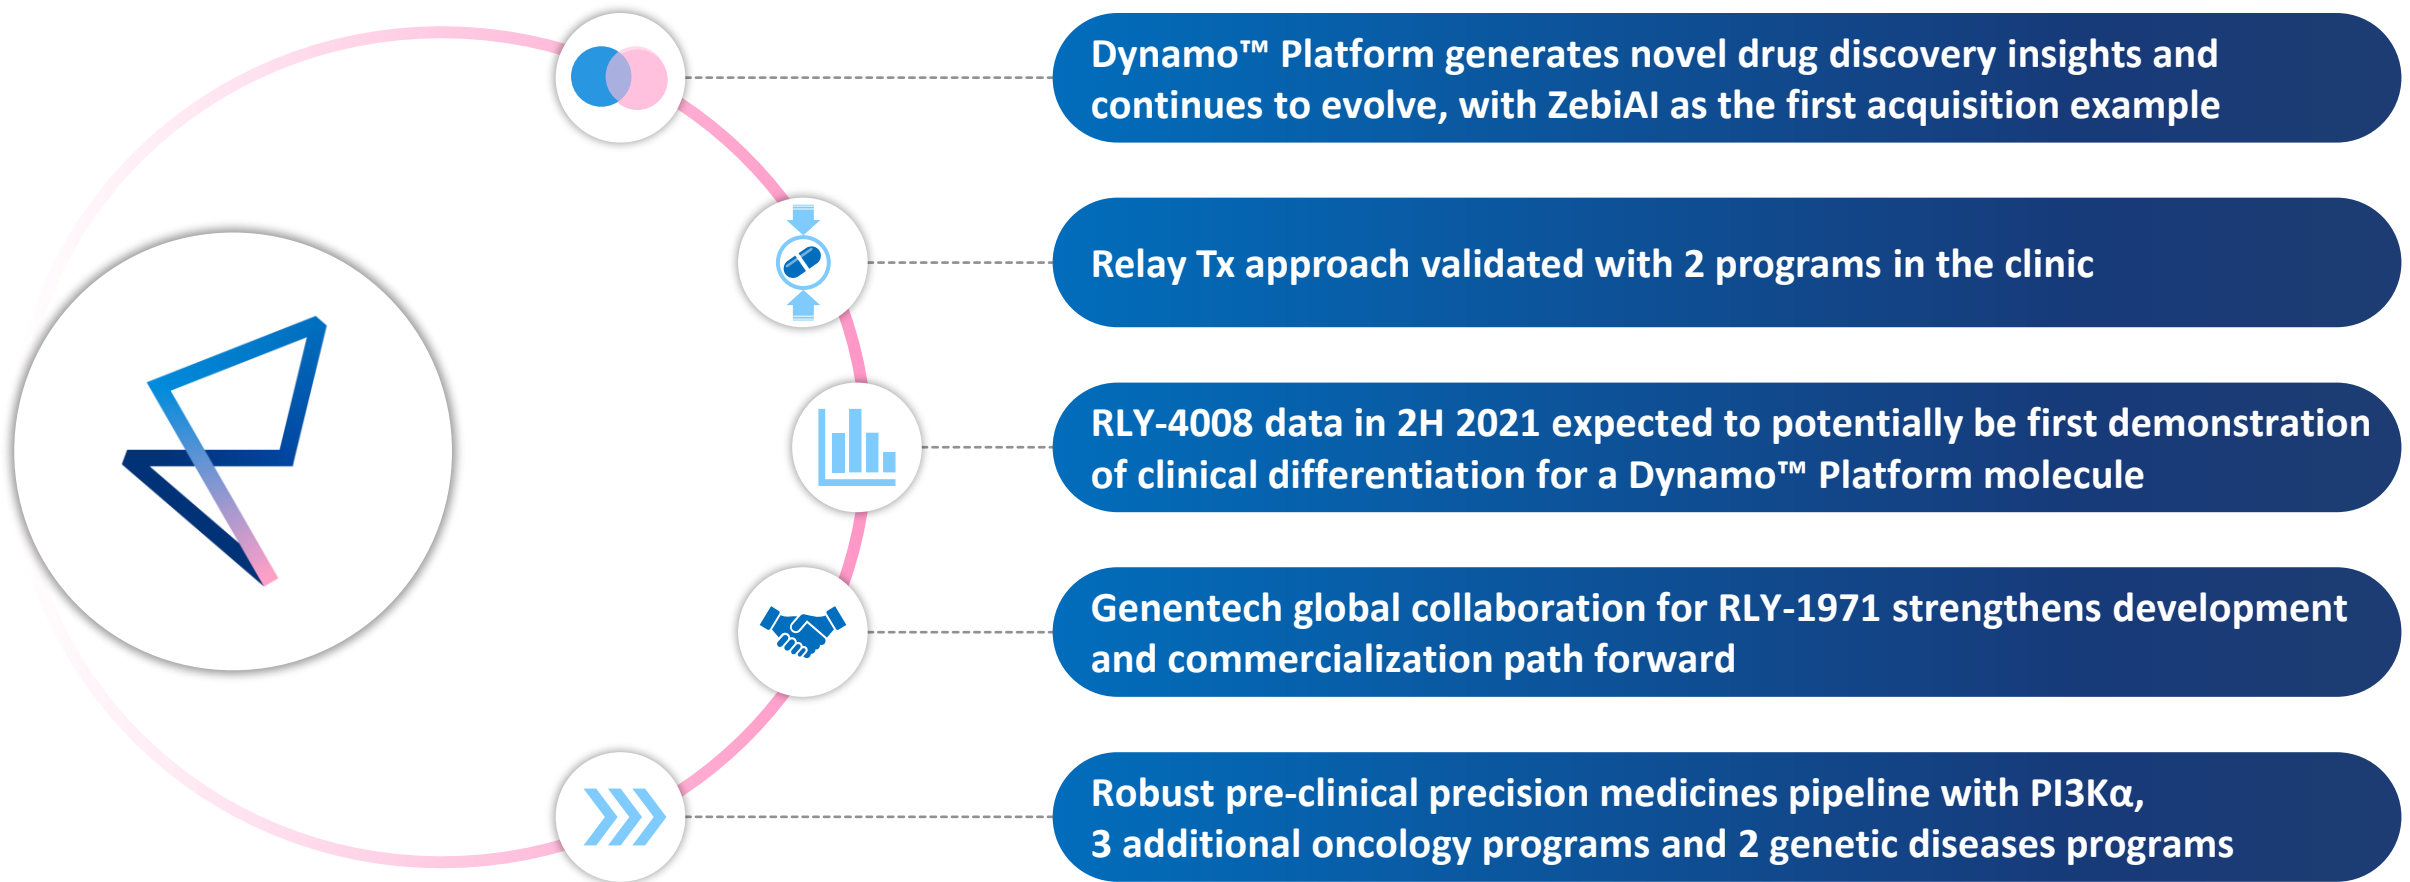 Dynamo™ Platform generates novel drug discovery insights and
continues to evolve, with ZebiAI as the first acquisition example
Relay Tx approach validated with 2 programs in the clinic
RLY-4008 data in 2H 2021 expected to potentially be first demonstration
of clinical differentiation for a Dynamo™ Platform molecule
Genentech global collaboration for RLY-1971 strengthens development
and commercialization path forward
Robust pre-clinical precision medicines pipeline with PI3Kα,
3 additional oncology programs and 2 genetic diseases programs